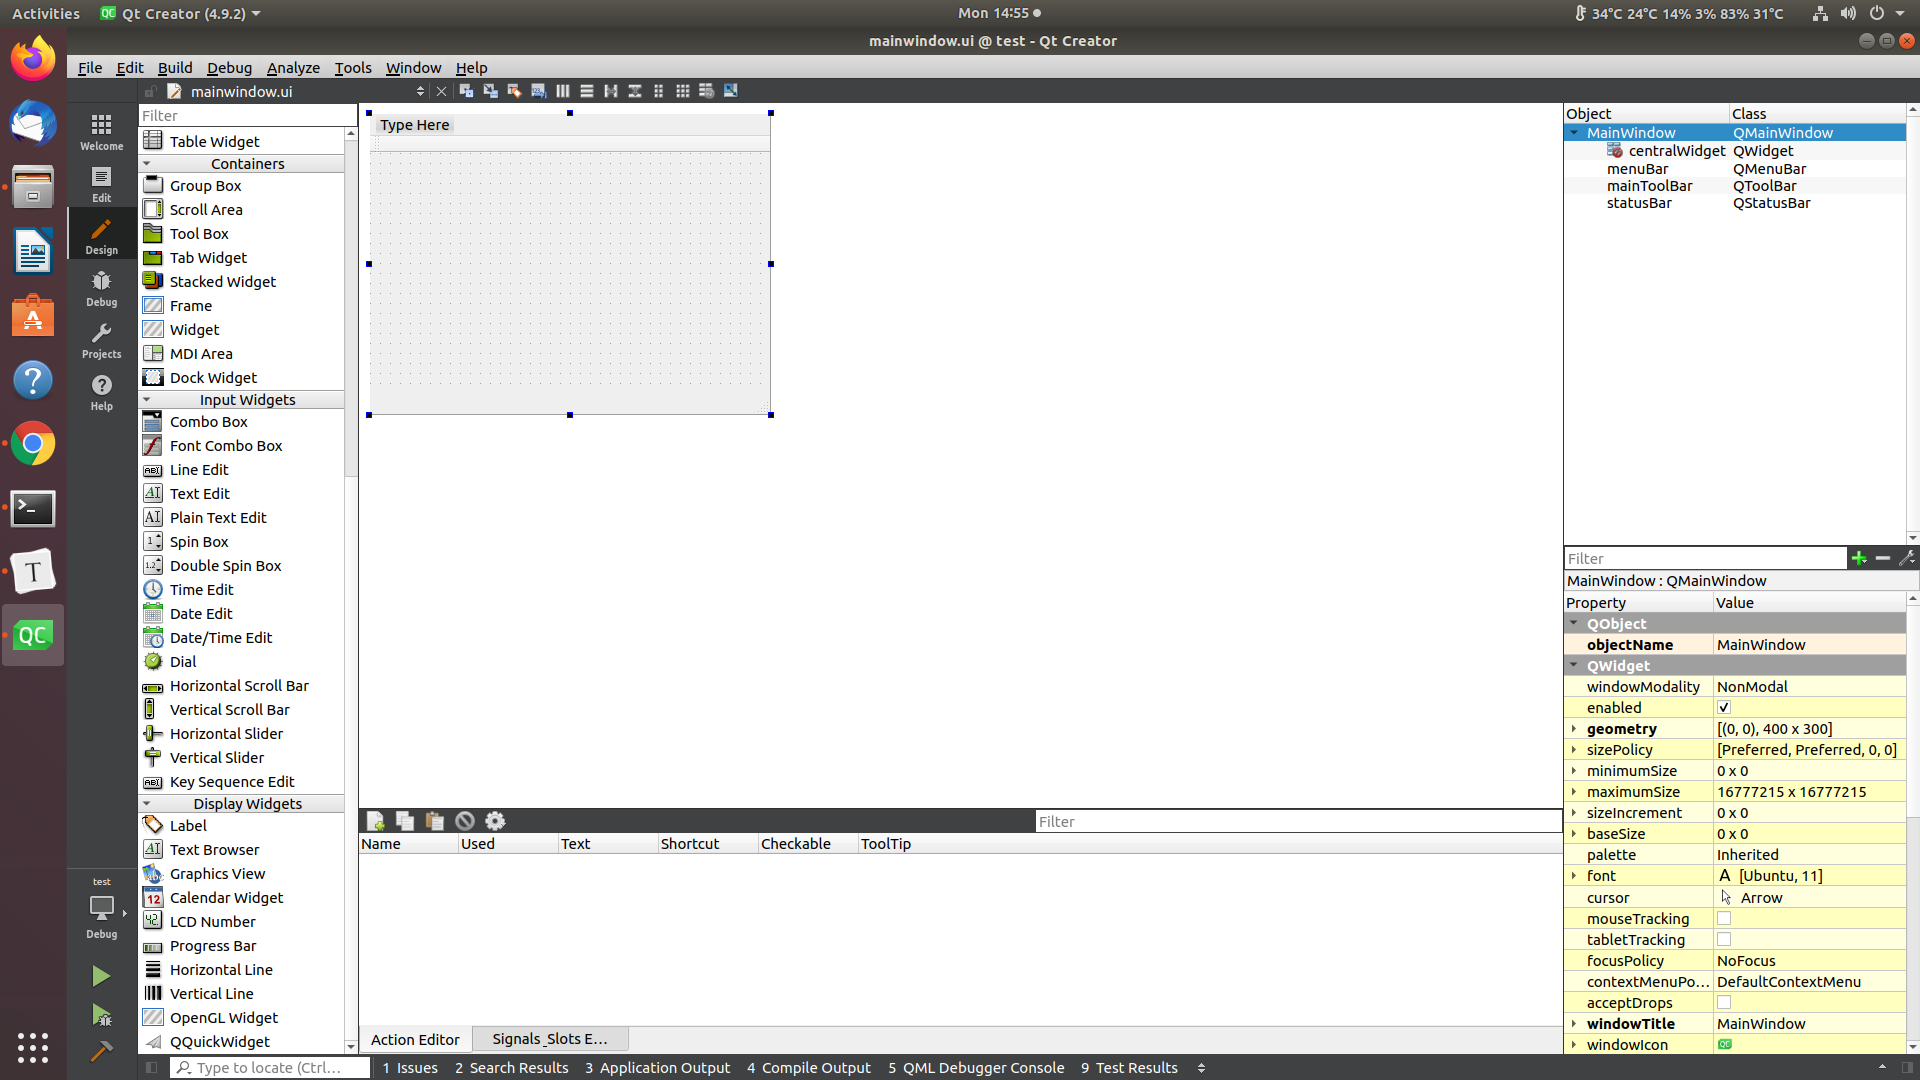 Activities
Qt Creator (4.9.2)
Mon 14:55
34°C 24°C 14% 3% 83% 31°C
mainwindow.ui @ test - Qt Creator
File Edit Build Debug Analyze Tools Window Help
mainwindow.ui
Welcome
Edit
Design
Debug
Projects
Help
test
Debug
Filter
Table Widget
Containers
Group Box
Scroll Area
Tool Box
Tab Widget
Stacked Widget
Frame
Widget
MDI Area
Dock Widget
Input Widgets
Combo Box
Font Combo Box
Line Edit
Text Edit
Plain Text Edit
Spin Box
Double Spin Box
Time Edit
Date Edit
Date/Time Edit
Dial
Horizontal Scroll Bar
Vertical Scroll Bar
Horizontal Slider
Vertical Slider
Key Sequence Edit
Display Widgets
Label
Text Browser
Graphics View
Calendar Widget
LCD Number
Progress Bar
Horizontal Line
Vertical Line
OpenGL Widget
QQuickWidget
Type Here
Filter
Name Used Text Shortcut Checkable ToolTip
Action Editor
Signals_Slots E...
Object Class
MainWindow QMainWindow
centralWidget QWidget
menuBar QMenuBar
mainToolBar QToolBar
statusBar QStatusBar
Filter
MainWindow : QMainWindow
Property Value
QObject
objectName MainWindow
QWidget
windowModality NonModal
enabled
geometry [(0, 0), 400 x 300]
sizePolicy [Preferred, Preferred, 0, 0]
minimumSize 0 x 0
maximumSize 16777215 x 16777215
sizeIncrement 0 x 0
baseSize 0 x 0
palette Inherited
font A [Ubuntu, 11]
cursor Arrow
mouseTracking
tabletTracking
focusPolicy NoFocus
contextMenuPo... DefaultContextMenu
acceptDrops
windowTitle MainWindow
windowIcon
Type to locate (Ctrl...
1 Issues 2 Search Results 3 Application Output 4 Compile Output 5 QML Debugger Console 9 Test Results